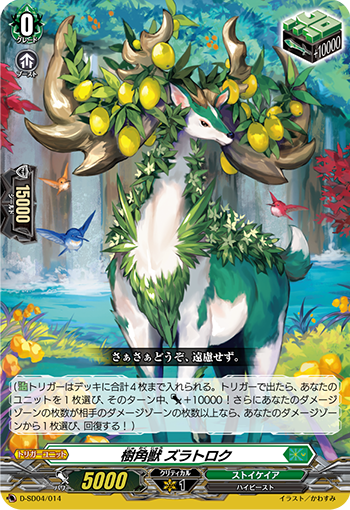 0
グレード
ブースト
治
+10000
15000
シールド
さぁさぁどうぞ、遠慮せず。
(治トリガーはデッキに合計4枚まで入れられる。トリガーで出たら、あなたの
ユニットを1枚選び、そのターン中、+10000！さらにあなたのダメージ
ゾーンの枚数が相手のダメージゾーンの枚数以上なら、あなたのダメージゾー
ンから1枚選び、回復する！)
トリガーユニット
樹角獣 ズラトロク
パワー 5000
クリティカル
1
ストイケイア
ハイビースト
D-SD04/014
イラスト／かわすみ